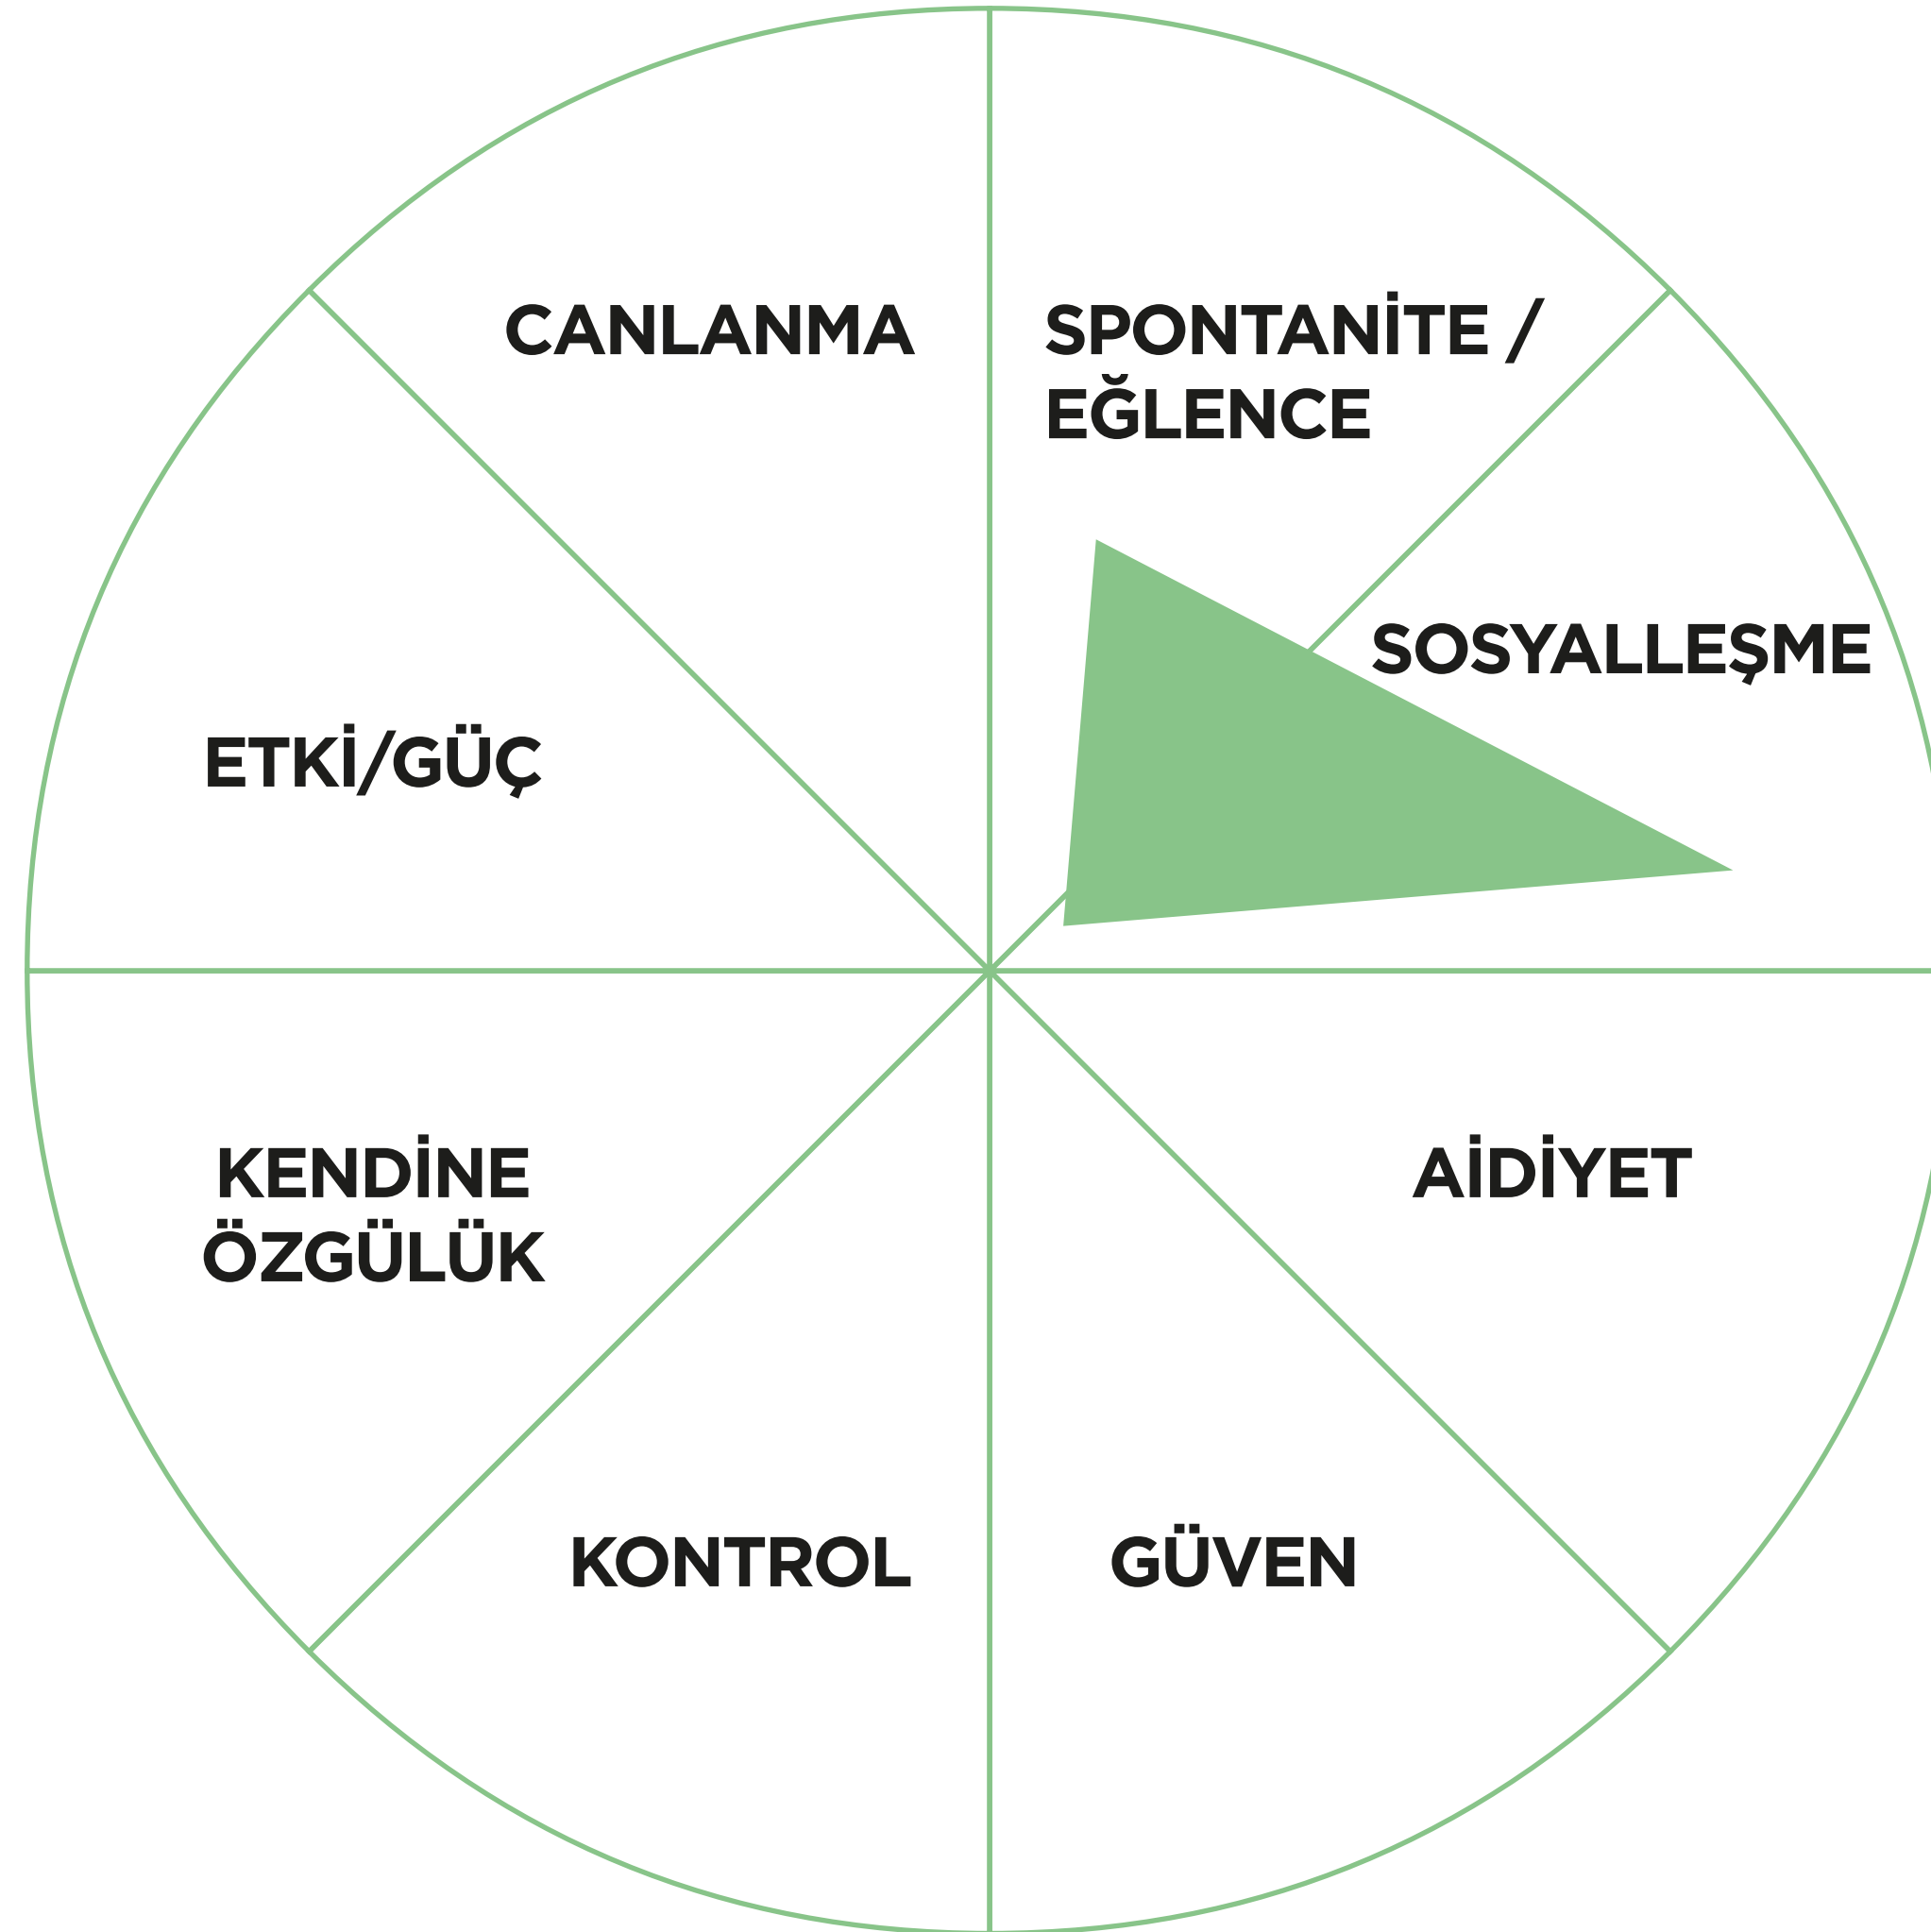 CANLANMA
SPONTANİTE /
EĞLENCE
SOSYALLEŞME
ETKİ/GÜÇ
KENDİNE
ÖZGÜLÜK
AİDİYET
KONTROL
GÜVEN